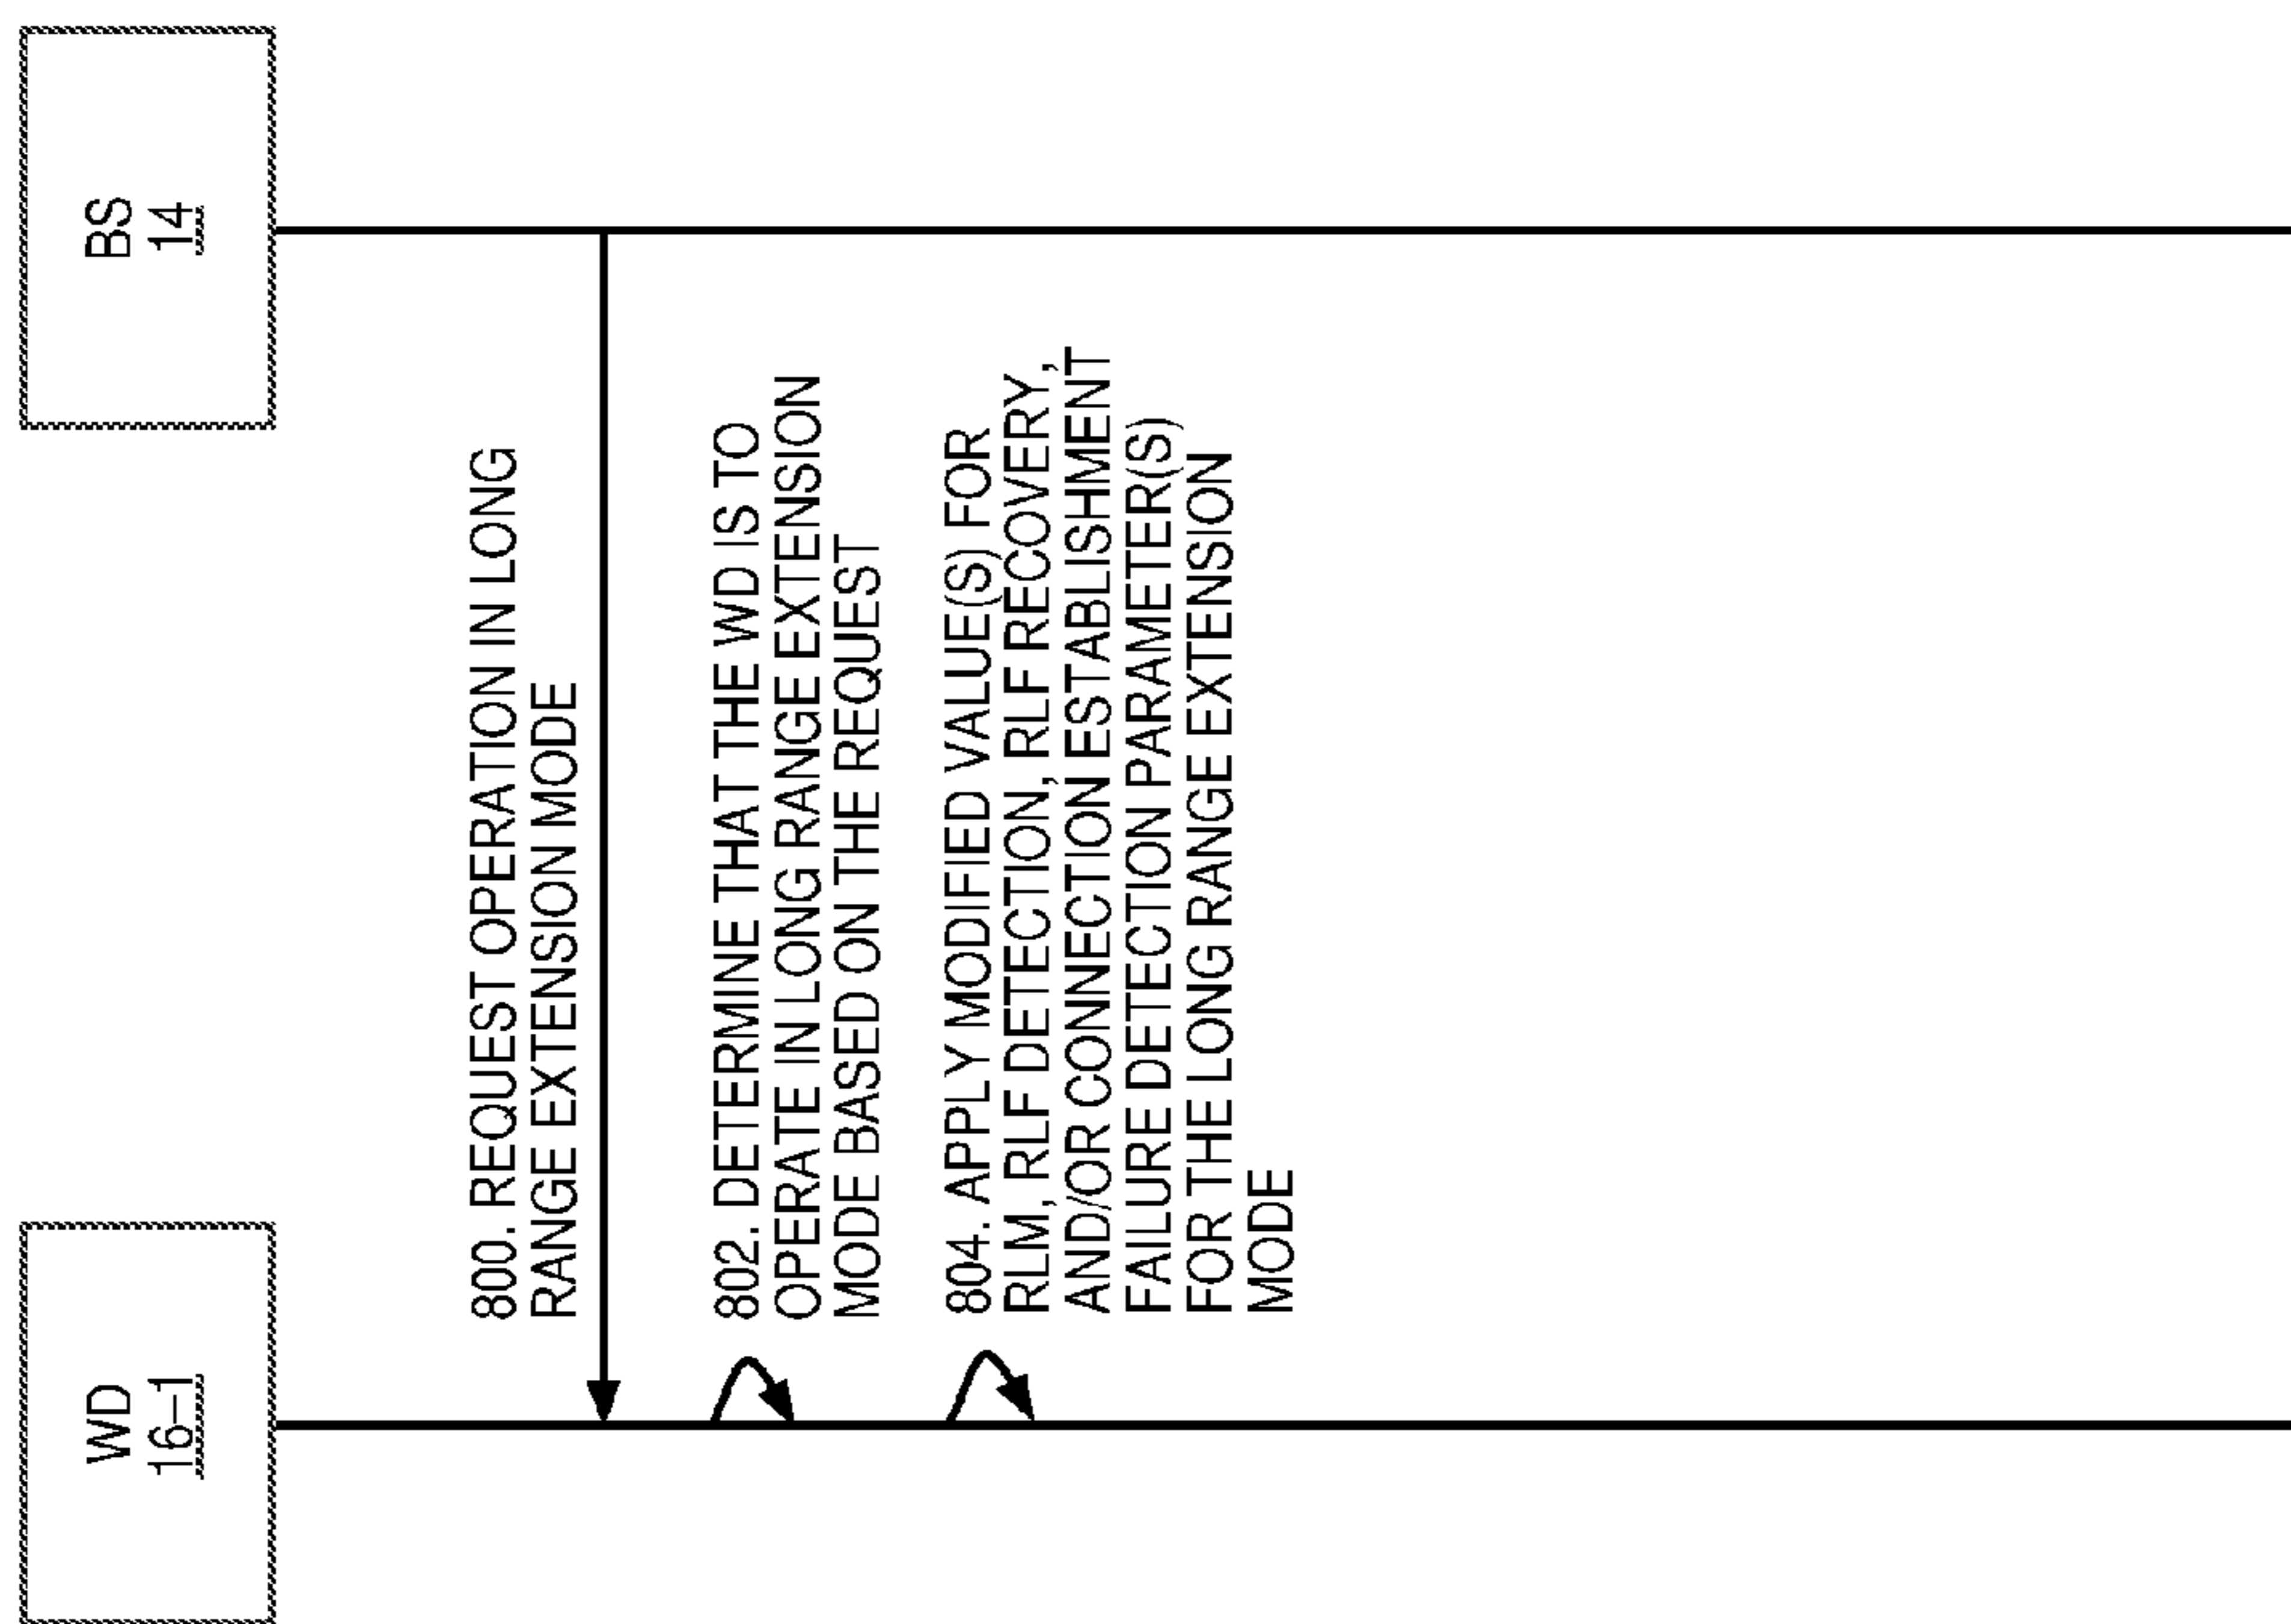 WD
16-1
BS
14
800. REQUEST OPERATION IN LONG
RANGE EXTENSION MODE
802. DETERMINE THAT THE WD IS TO
OPERATE IN LONG RANGE EXTENSION
MODE BASED ON THE REQUEST
804. APPLY MODIFIED VALUE(S) FOR
RLM, RLF DETECTION, RLF RECOVERY,
AND/OR CONNECTION ESTABLISHMENT
FAILURE DETECTION PARAMETER(S)
FOR THE LONG RANGE EXTENSION
MODE